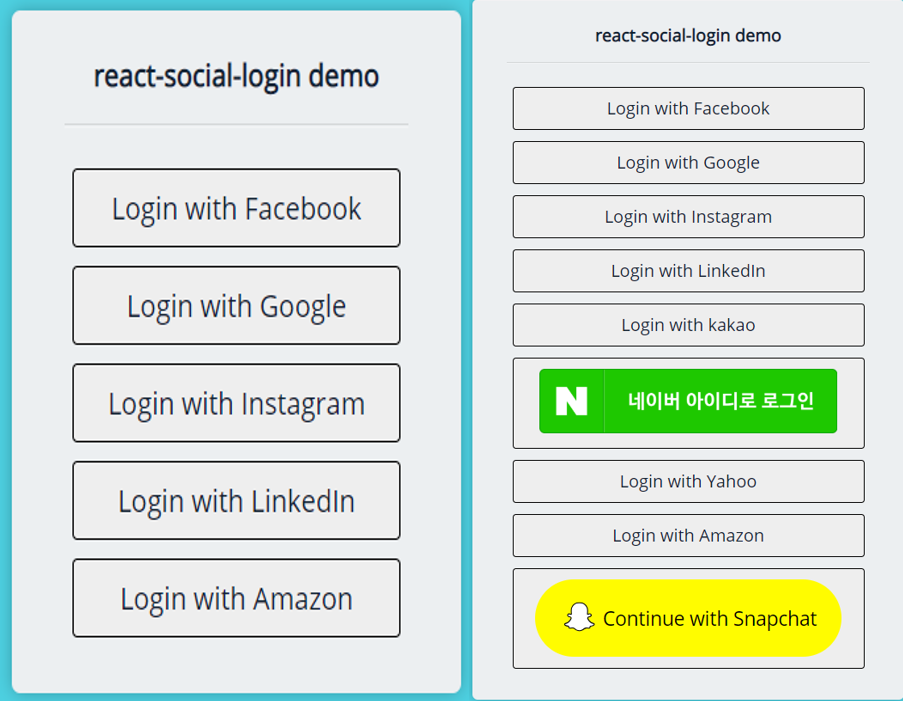 react-social-login demo
Login with Facebook
Login with Google
Login with Instagram
Login with LinkedIn
Login with Amazon
react-social-login demo
Login with Facebook
Login with Google
Login with Instagram
Login with LinkedIn
Login with kakao
N 네이버 아이디로 로그인
Login with Yahoo
Login with Amazon
Continue with Snapchat